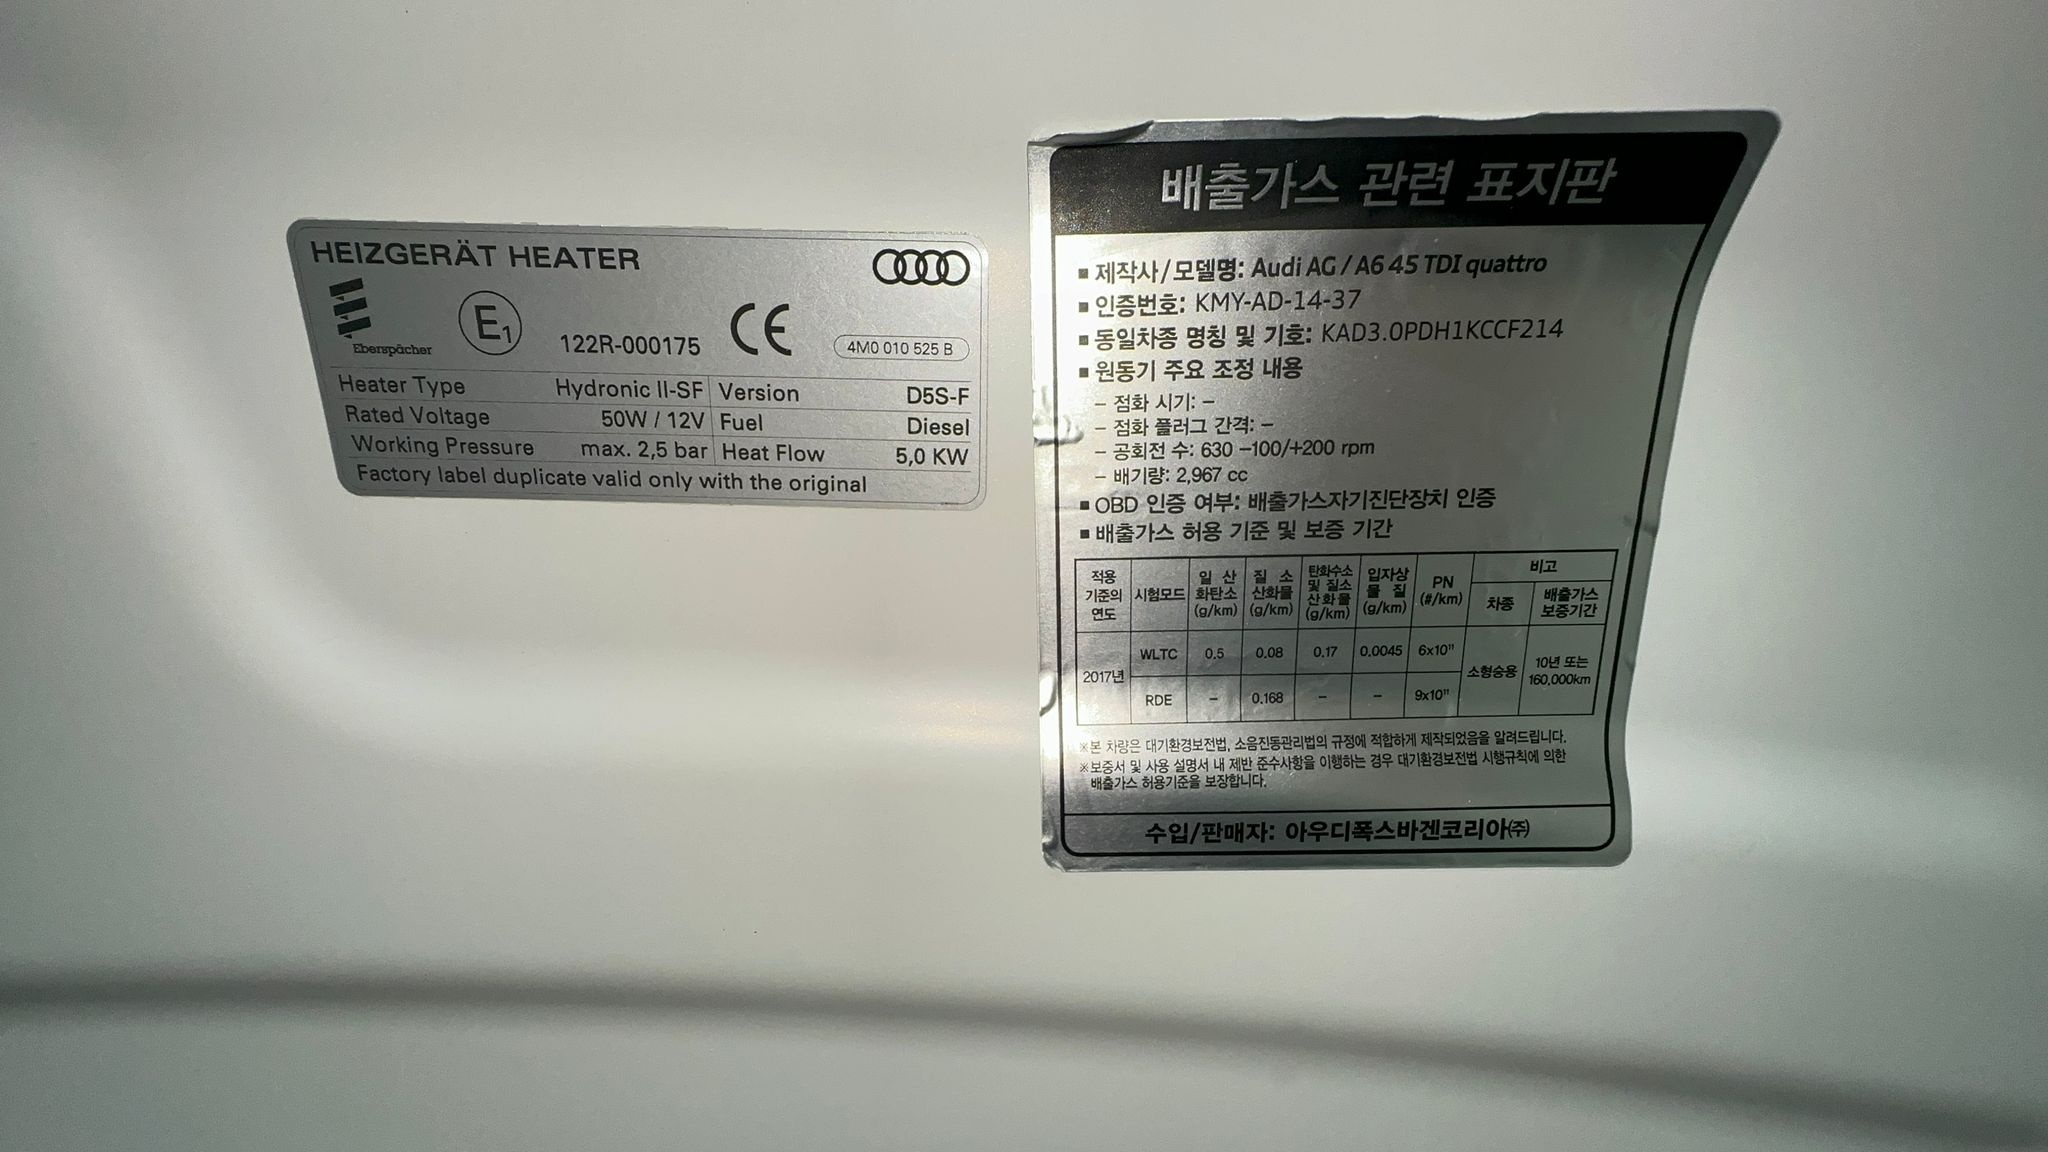 HEIZGERÄT HEATER
Eberspächer
E1
122R-000175
CE
4M0 010 525 B
Heater Type Hydronic II-SF Version D5S-F
Rated Voltage 50W / 12V Fuel Diesel
Working Pressure max. 2,5 bar Heat Flow 5,0 KW
Factory label duplicate valid only with the original
배출가스 관련 표지판
▪ 제작사/모델명: Audi AG / A6 45 TDI quattro
▪ 인증번호: KMY-AD-14-37
▪ 동일차종 명칭 및 기호: KAD3.0PDH1KCCF214
▪ 원동기 주요 조정 내용
– 점화 시기: –
– 점화 플러그 간격: –
– 공회전 수: 630 –100/+200 rpm
– 배기량: 2,967 cc
▪ OBD 인증 여부: 배출가스자기진단장치 인증
▪ 배출가스 허용 기준 및 보증 기간
적용 기준의 연도 시험모드 일산화탄소 (g/km) 질소산화물 (g/km) 탄화수소 및 질소산화물 (g/km) 입자상물질 (g/km) PN (#/km) 비고
차종 배출가스 보증기간
2017년 WLTC 0.5 0.08 0.17 0.0045 6x10¹¹ 소형승용 10년 또는 160,000km
RDE – 0.168 – – 9x10¹¹
※본 차량은 대기환경보전법, 소음진동관리법의 규정에 적합하게 제작되었음을 알려드립니다.
※보증서 및 사용 설명서 내 제반 준수사항을 이행하는 경우 대기환경보전법 시행규칙에 의한
배출가스 허용기준을 보장합니다.
수입/판매자: 아우디폭스바겐코리아㈜